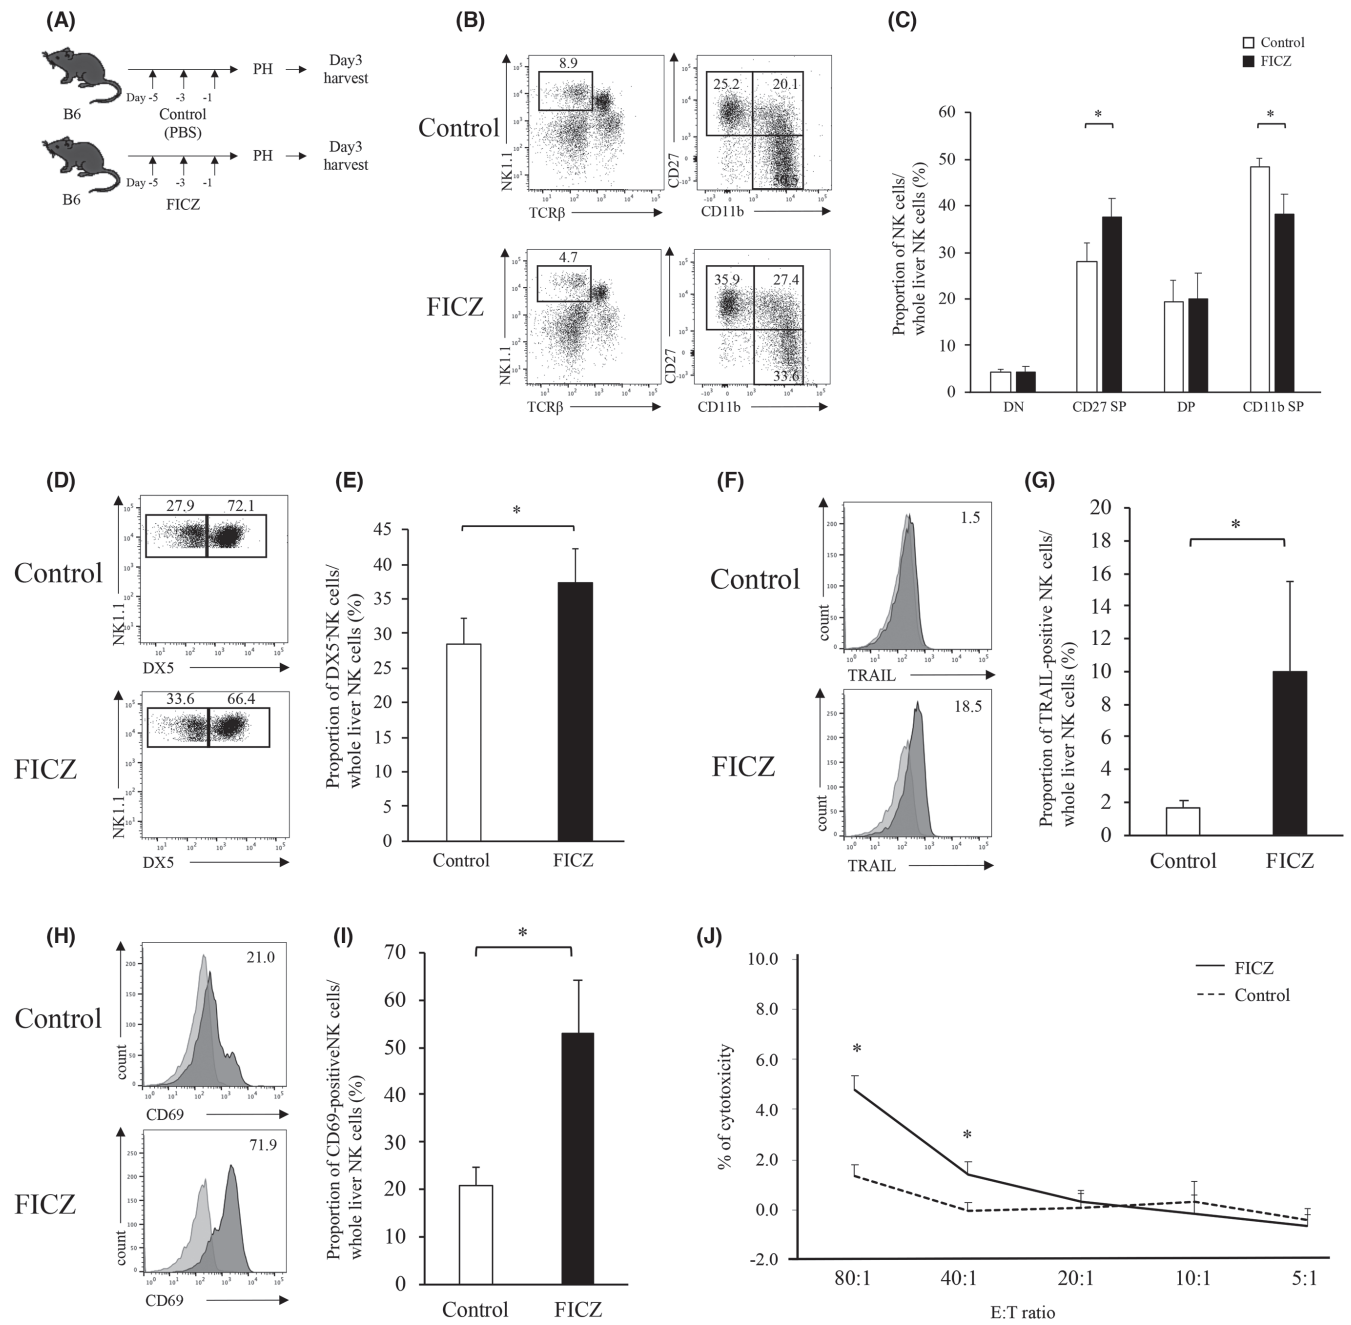 (A)
B6
Day -5 -3 -1
Control
(PBS)
PH
Day3
harvest
B6
Day -5 -3 -1
FICZ
PH
Day3
harvest
(B)
Control
8.9
NK1.1
TCRβ
25.2 20.1
CD27
CD11b
FICZ
4.7
NK1.1
TCRβ
35.9 27.4
33.6
CD27
CD11b
(C)
Control
FICZ
Proportion of NK cells/
whole liver NK cells (%)
60
50
40
30
20
10
0
* *
DN CD27 SP DP CD11b SP
(D)
Control
27.9 72.1
NK1.1
DX5
FICZ
33.6 66.4
NK1.1
DX5
(E)
Proportion of DX5-NK cells/
whole liver NK cells (%)
45
40
35
30
25
20
15
10
5
0
*
Control FICZ
(F)
Control
1.5
count
TRAIL
FICZ
18.5
count
TRAIL
(G)
Proportion of TRAIL-positive NK cells/
whole liver NK cells (%)
20
18
16
14
12
10
8
6
4
2
0
*
Control FICZ
(H)
Control
21.0
count
CD69
FICZ
71.9
count
CD69
(I)
Proportion of CD69-positiveNK cells/
whole liver NK cells (%)
70
60
50
40
30
20
10
0
*
Control FICZ
(J)
FICZ
Control
% of cytotoxicity
10.0
8.0
6.0
4.0
2.0
0.0
-2.0
*
*
80:1 40:1 20:1 10:1 5:1
E:T ratio